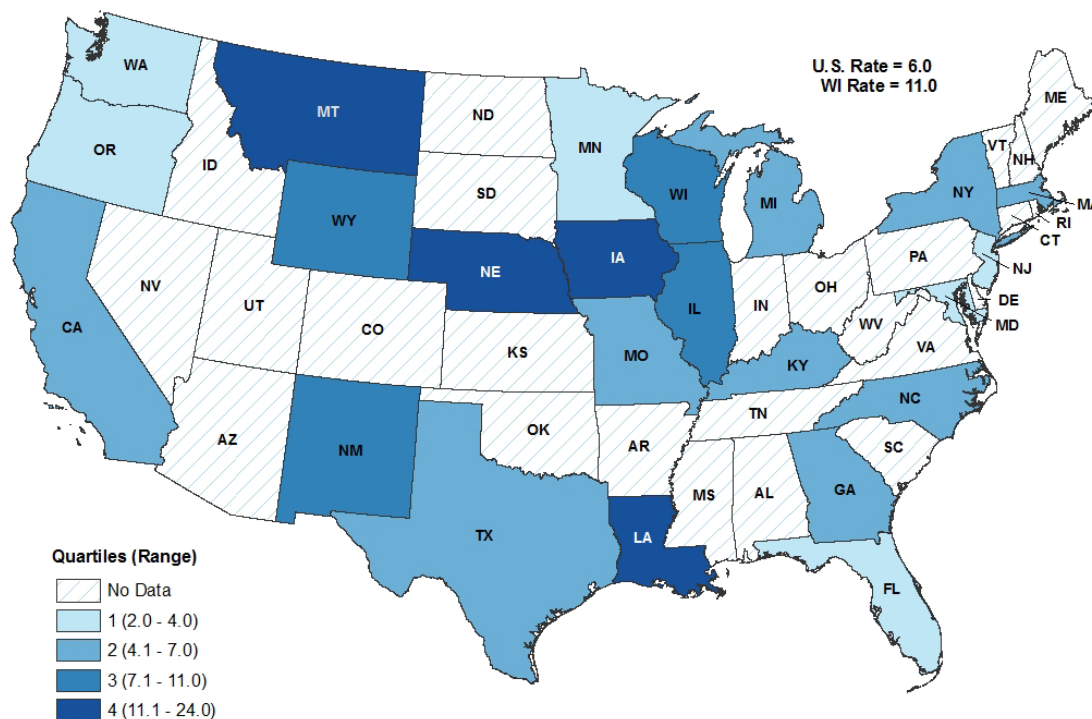 U.S. Rate = 6.0
WI Rate = 11.0
WA
MT
ND
MN
ME
OR
ID
SD
WI
MI
VT
NH
NY
MA
RI
CT
WY
NE
IA
PA
NJ
NV
UT
CO
IL
IN
OH
DE
MD
WV
VA
CA
KS
MO
KY
NC
AZ
NM
OK
AR
TN
SC
TX
LA
MS
AL
GA
FL
Quartiles (Range)
No Data
1 (2.0 - 4.0)
2 (4.1 - 7.0)
3 (7.1 - 11.0)
4 (11.1 - 24.0)